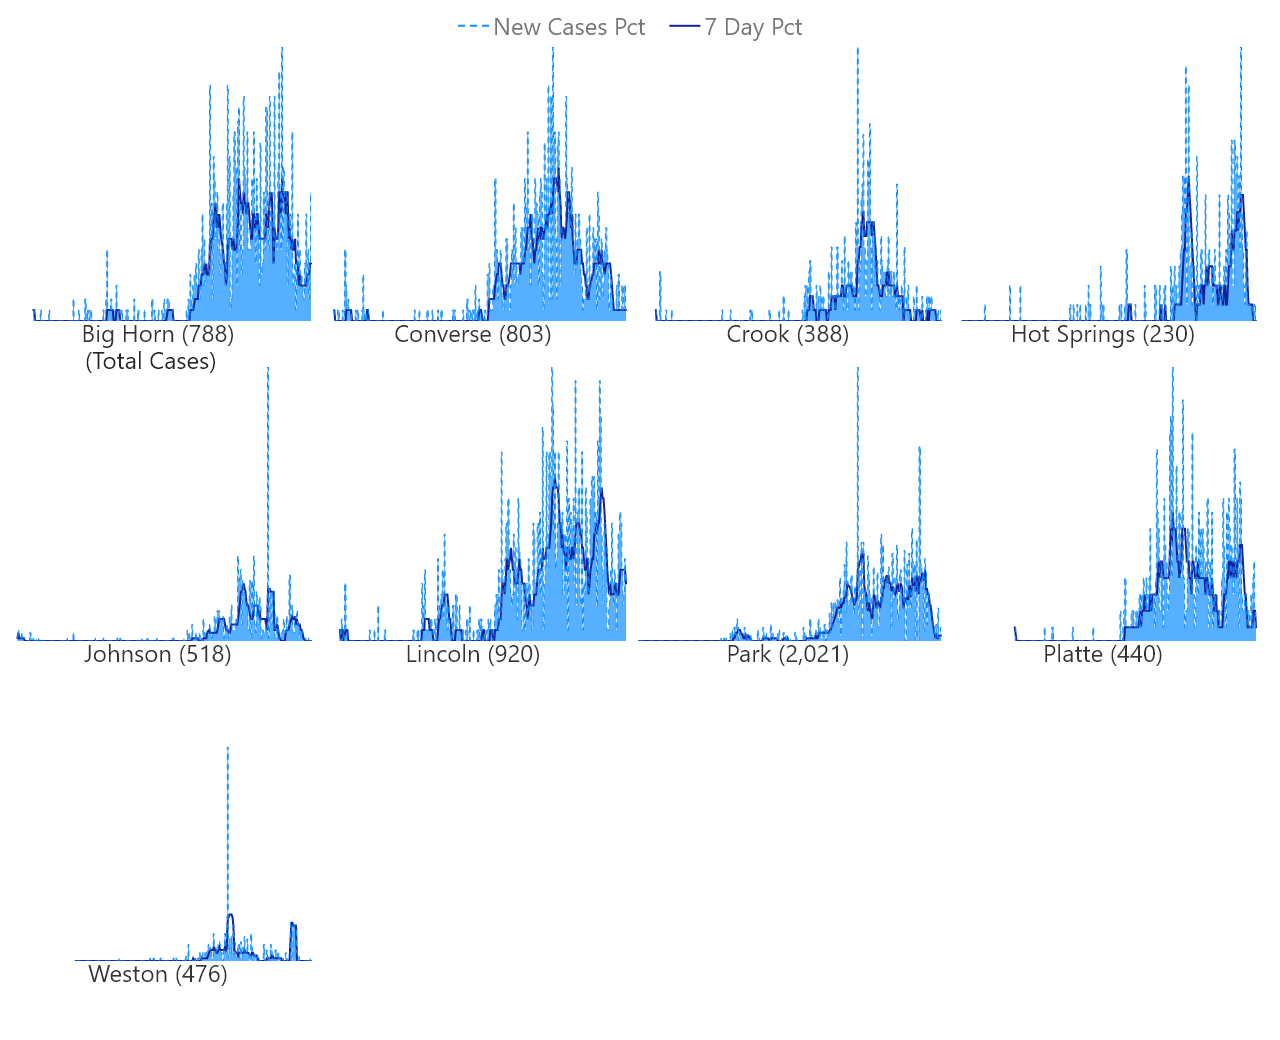 New Cases Pct 7 Day Pct
Big Horn (788) Converse (803) Crook (388) Hot Springs (230)
(Total Cases)
Johnson (518) Lincoln (920) Park (2,021) Platte (440)
Weston (476)